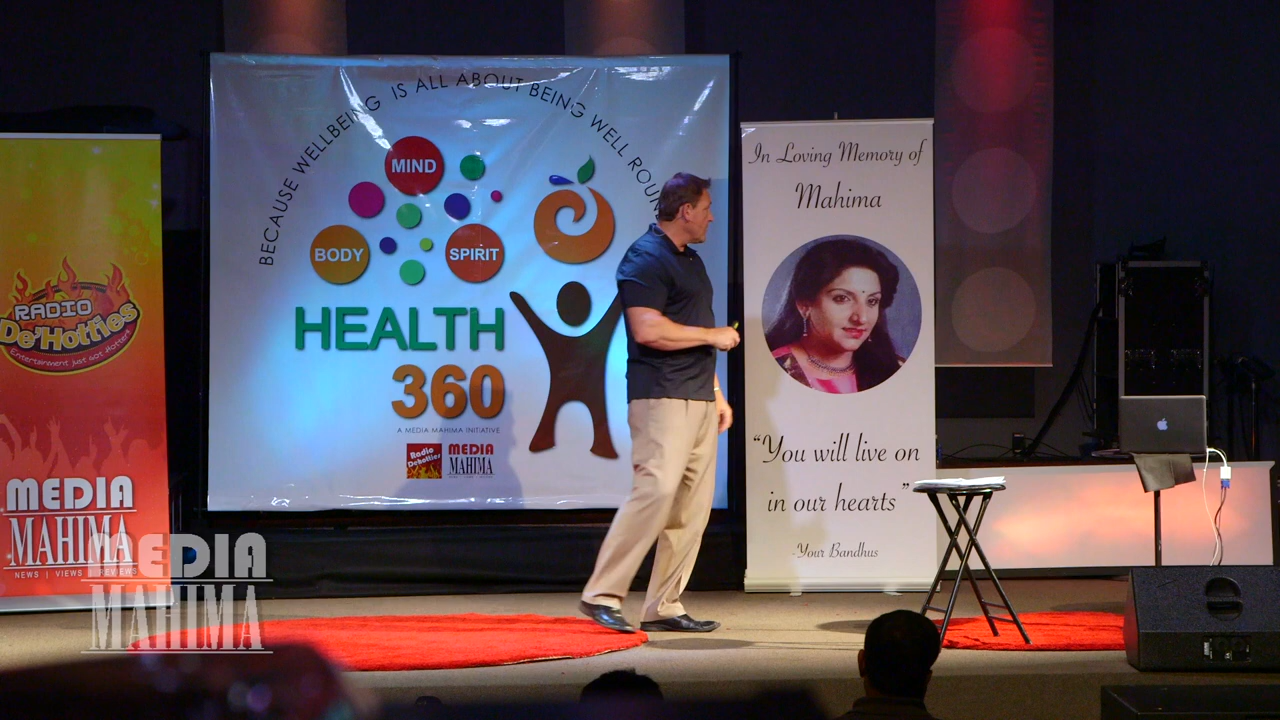 BECAUSE WELLBEING IS ALL ABOUT BEING WELL
MIND
BODY
SPIRIT
HEALTH
360
A MEDIA MAHIMA INITIATIVE
Radio
Dehotties
MEDIA
MAHIMA
RADIO
De'Hotties
Entertainment Just Got Hotter
MEDIA
MAHIMA
NEWS | VIEWS | REVIEWS
MEDIA
MAHIMA
In Loving Memory of
Mahima
“You will live on
in our hearts”
-Your Bandhus